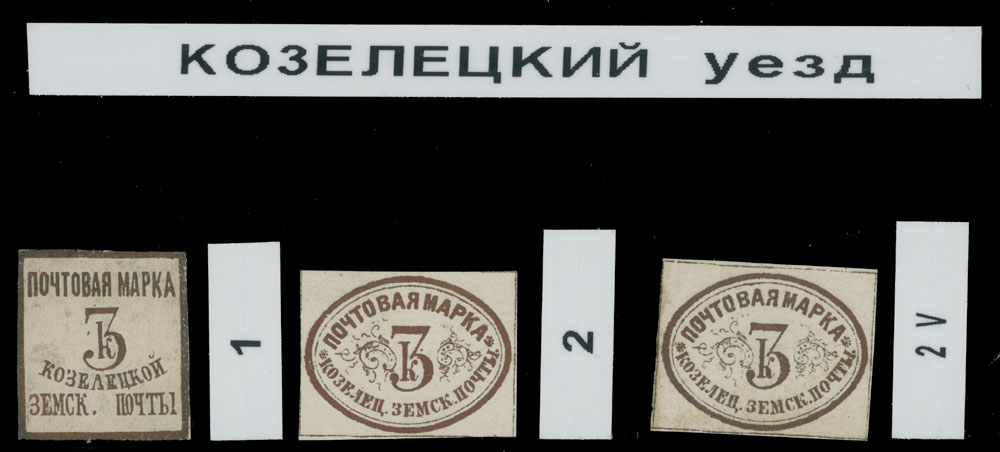 КОЗЕЛЕЦКИЙ уезд
ПОЧТОВАЯ МАРКА
3 К
КОЗЕЛЕЦКОЙ
ЗЕМСК. ПОЧТЫ
1
*ПОЧТОВАЯ МАРКА*
3 К
КОЗЕЛЕЦ. ЗЕМСК. ПОЧТЫ.
2
*ПОЧТОВАЯ МАРКА*
3 К
КОЗЕЛЕЦ. ЗЕМСК. ПОЧТЫ.
2 V